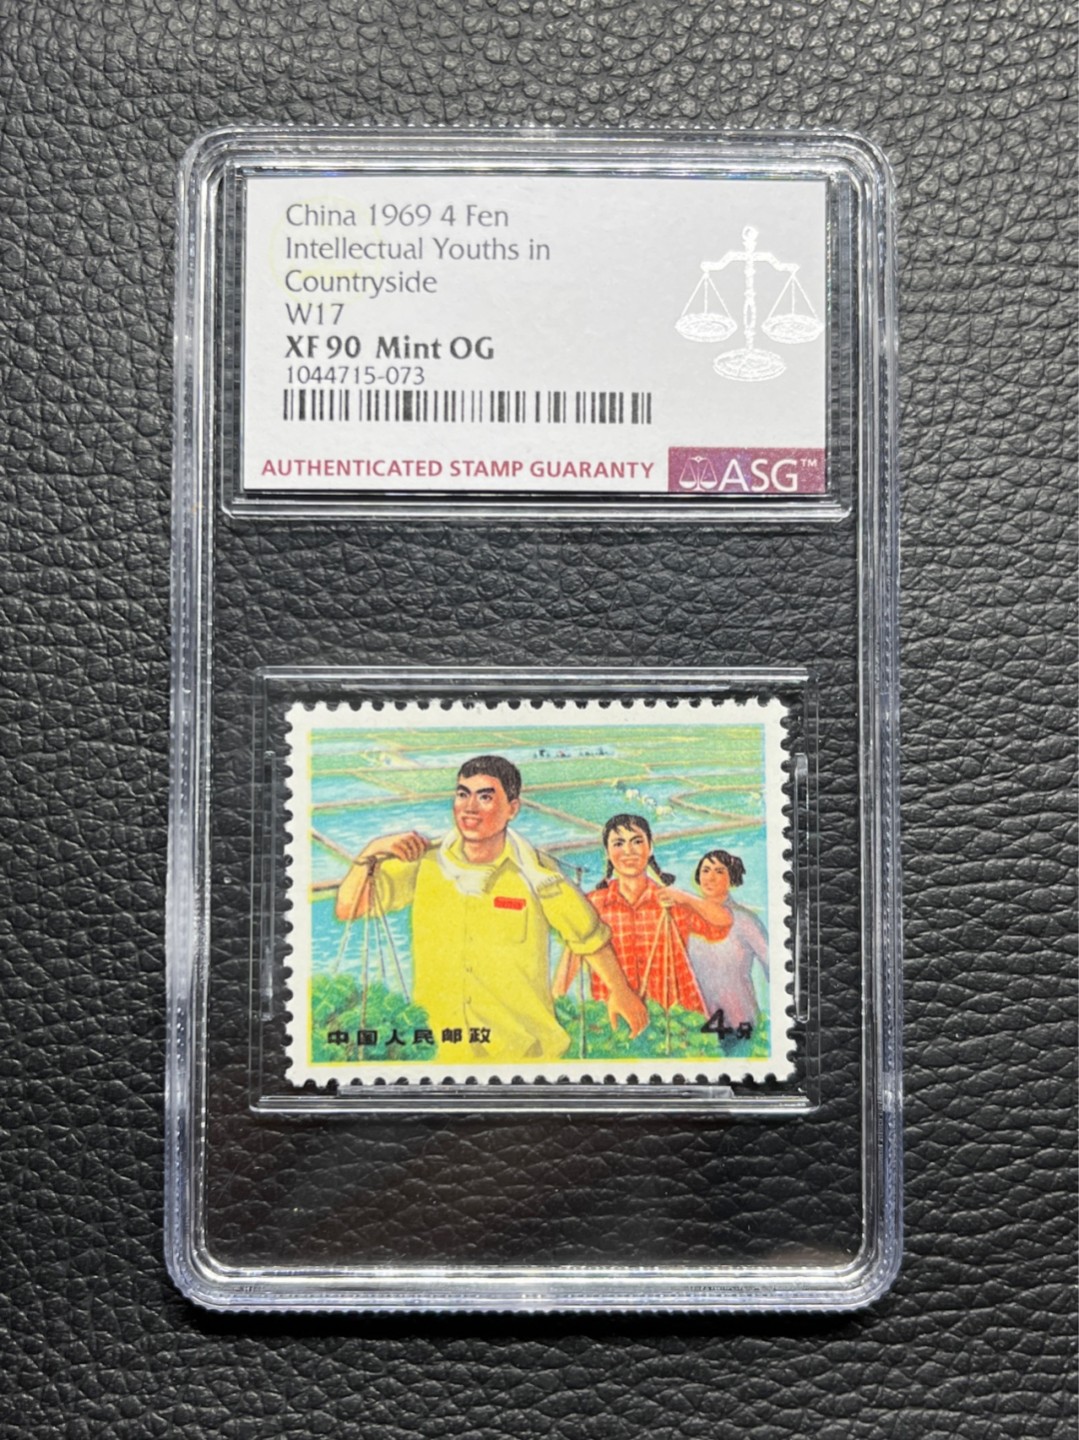 China 1969 4 Fen
Intellectual Youths in
Countryside
W17
XF 90 Mint OG
1044715-073
AUTHENTICATED STAMP GUARANTY
ASG™
中国人民邮政
4分